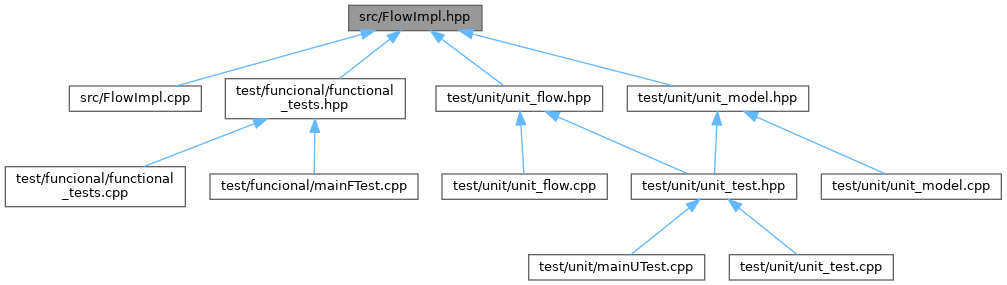 src/FlowImpl.hpp
src/FlowImpl.cpp
test/funcional/functional
_tests.hpp
test/unit/unit_flow.hpp
test/unit/unit_model.hpp
test/funcional/functional
_tests.cpp
test/funcional/mainFTest.cpp
test/unit/unit_flow.cpp
test/unit/unit_test.hpp
test/unit/unit_model.cpp
test/unit/mainUTest.cpp
test/unit/unit_test.cpp